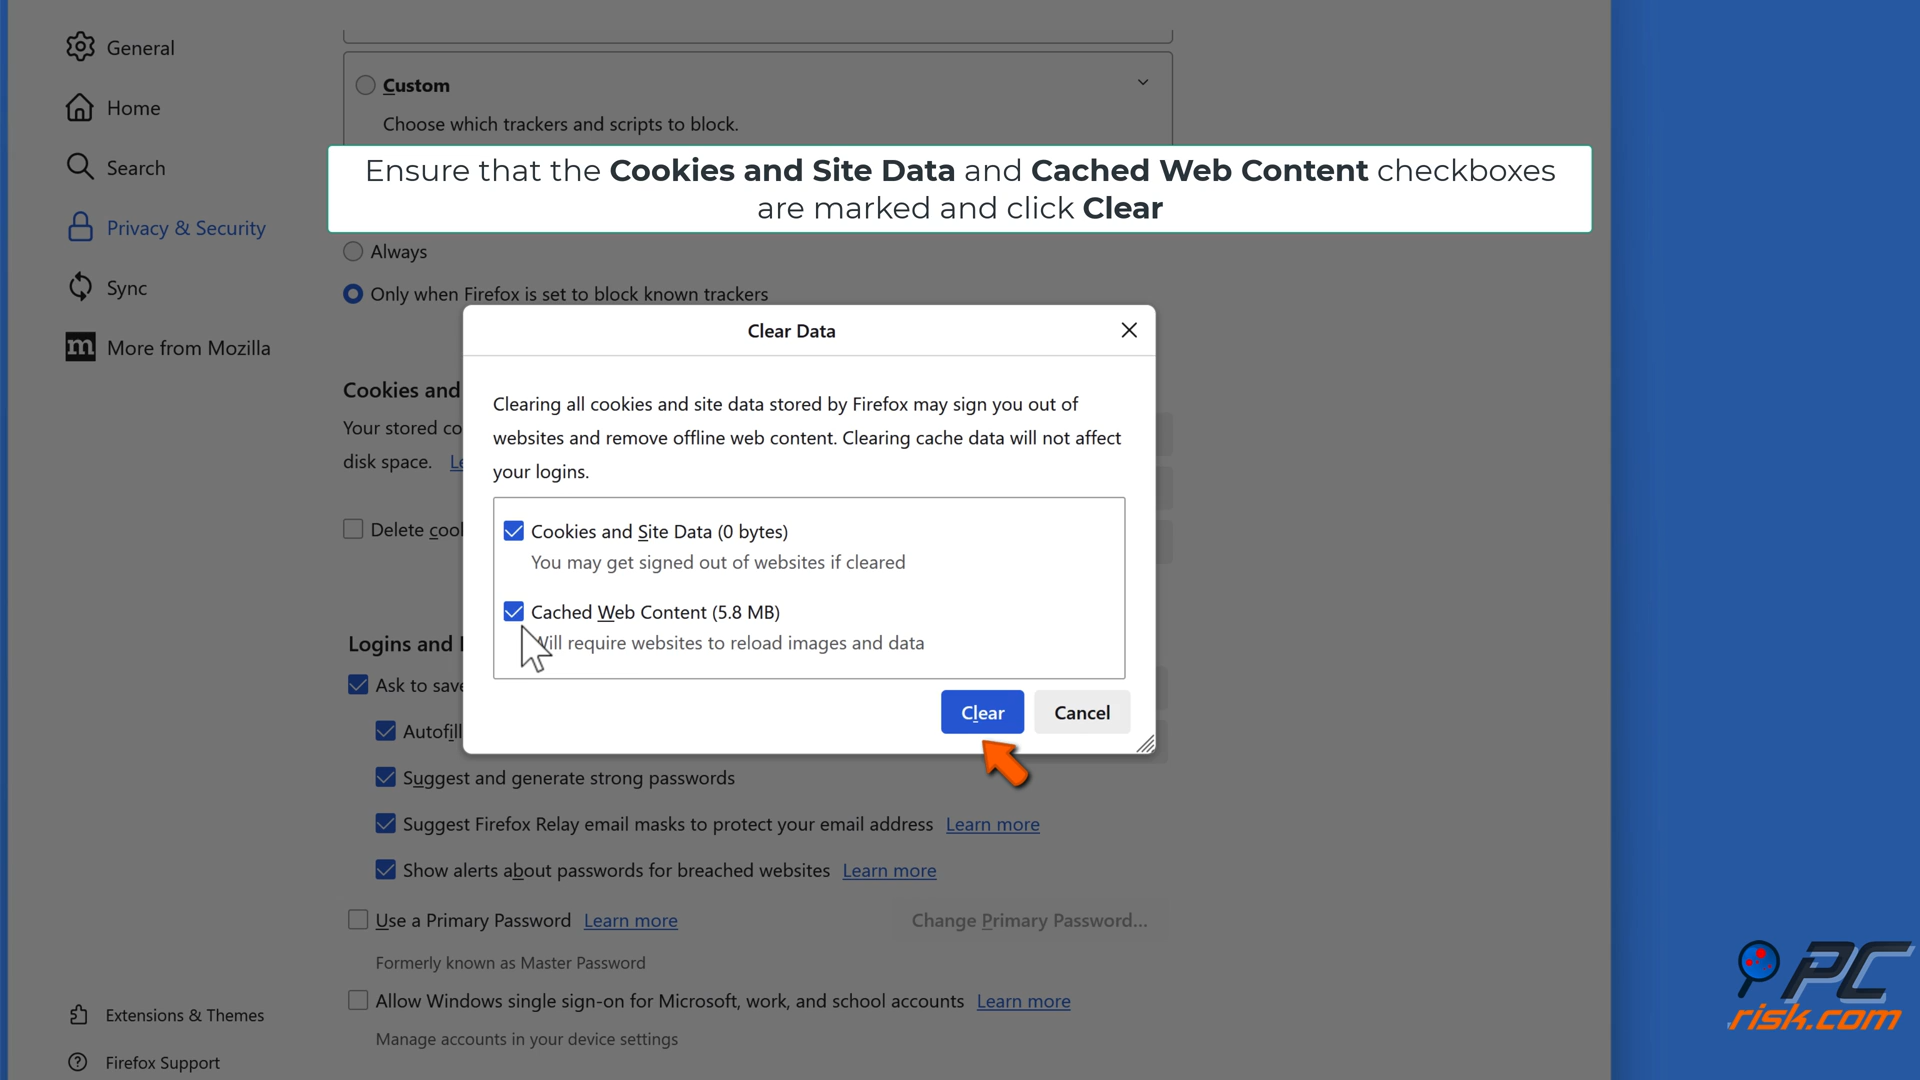 General
Home
Search
Privacy & Security
Sync
More from Mozilla
Extensions & Themes
Firefox Support
Custom
Choose which trackers and scripts to block.
Ensure that the Cookies and Site Data and Cached Web Content checkboxes
are marked and click Clear
Always
Only when Firefox is set to block known trackers
Cookies and
Your stored co
disk space. Le
Delete cool
Clear Data
Clearing all cookies and site data stored by Firefox may sign you out of
websites and remove offline web content. Clearing cache data will not affect
your logins.
Cookies and Site Data (0 bytes)
You may get signed out of websites if cleared
Cached Web Content (5.8 MB)
Will require websites to reload images and data
Clear
Cancel
Logins and
Ask to save
Autofill
Suggest and generate strong passwords
Suggest Firefox Relay email masks to protect your email address Learn more
Show alerts about passwords for breached websites Learn more
Use a Primary Password Learn more
Change Primary Password...
Formerly known as Master Password
Allow Windows single sign-on for Microsoft, work, and school accounts Learn more
Manage accounts in your device settings
PC
risk.com